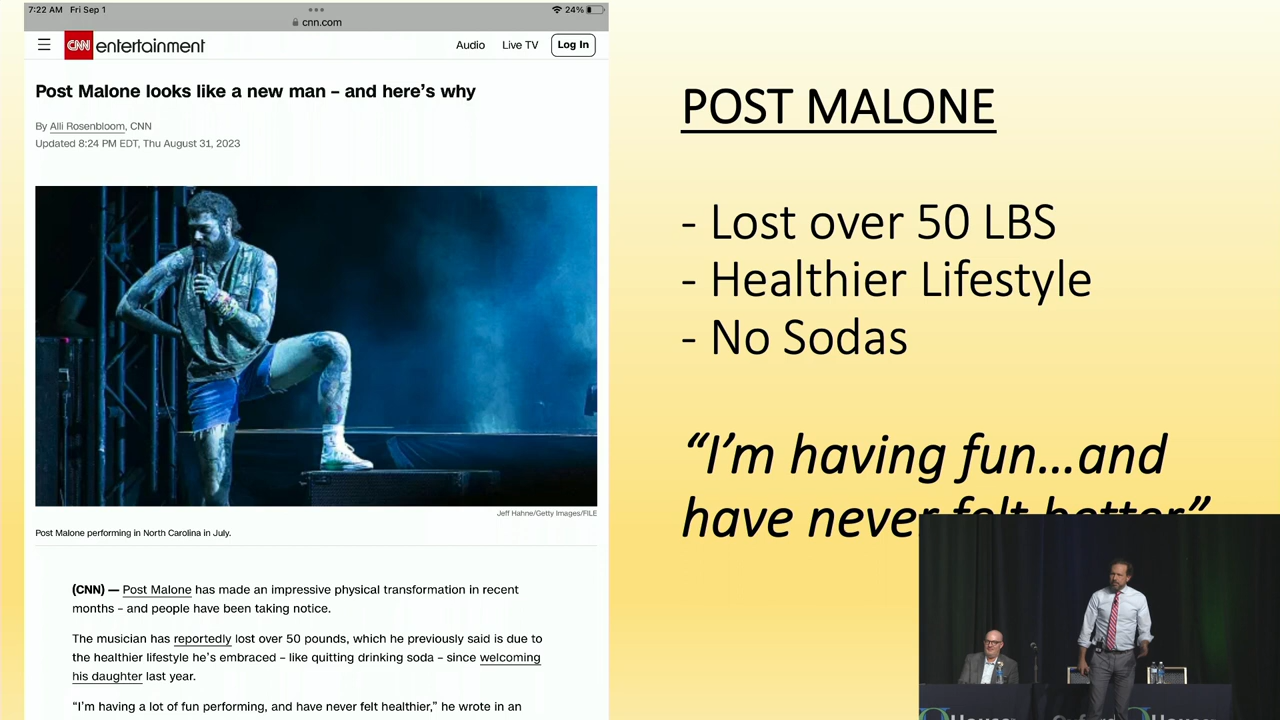 7:22 AM Fri Sep 1
24%
cnn.com
CNN entertainment
Audio Live TV Log In
Post Malone looks like a new man – and here's why
By Alli Rosenbloom, CNN
Updated 8:24 PM EDT, Thu August 31, 2023
Jeff Hahne/Getty Images/FILE
Post Malone performing in North Carolina in July.
(CNN) — Post Malone has made an impressive physical transformation in recent
months – and people have been taking notice.
The musician has reportedly lost over 50 pounds, which he previously said is due to
the healthier lifestyle he's embraced – like quitting drinking soda – since welcoming
his daughter last year.
"I'm having a lot of fun performing, and have never felt healthier," he wrote in an
POST MALONE
- Lost over 50 LBS
- Healthier Lifestyle
- No Sodas
“I’m having fun...and
have never felt better”